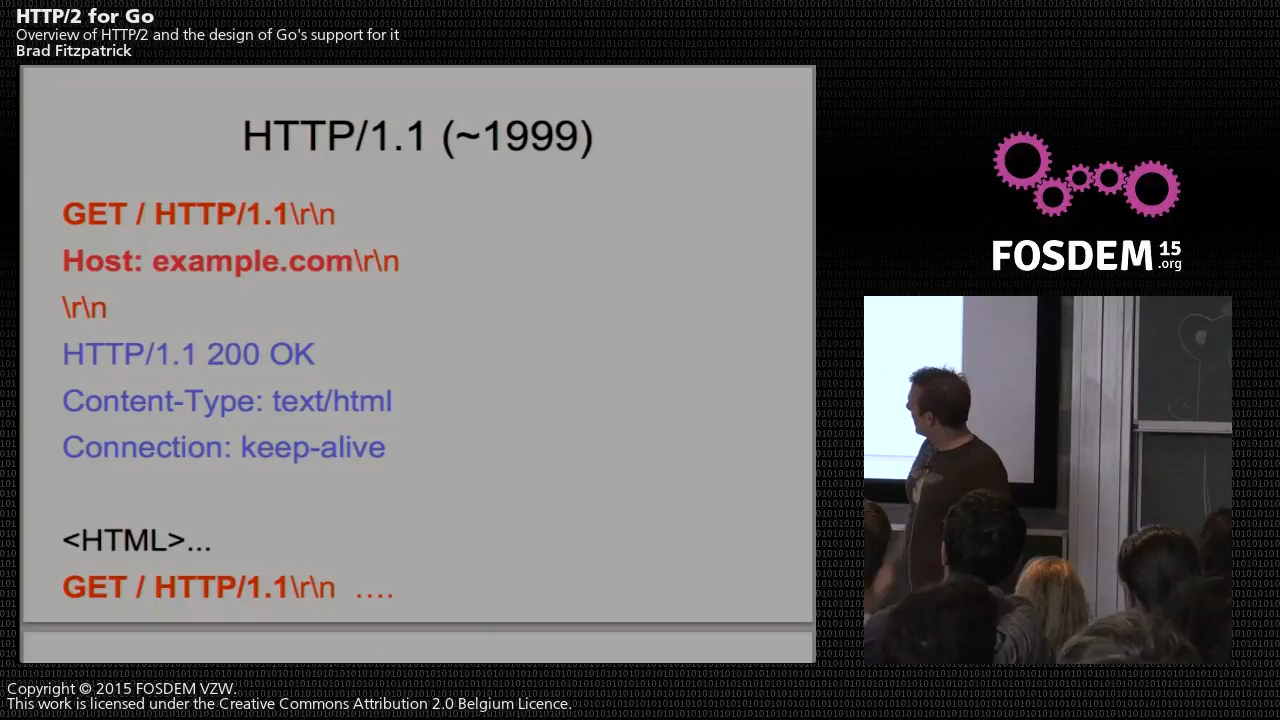 HTTP/2 for Go
Overview of HTTP/2 and the design of Go's support for it
Brad Fitzpatrick
HTTP/1.1 (~1999)
GET / HTTP/1.1\r\n
Host: example.com\r\n
\r\n
HTTP/1.1 200 OK
Content-Type: text/html
Connection: keep-alive
<HTML>...
GET / HTTP/1.1\r\n ....
FOSDEM 15
.org
Copyright © 2015 FOSDEM VZW.
This work is licensed under the Creative Commons Attribution 2.0 Belgium Licence.